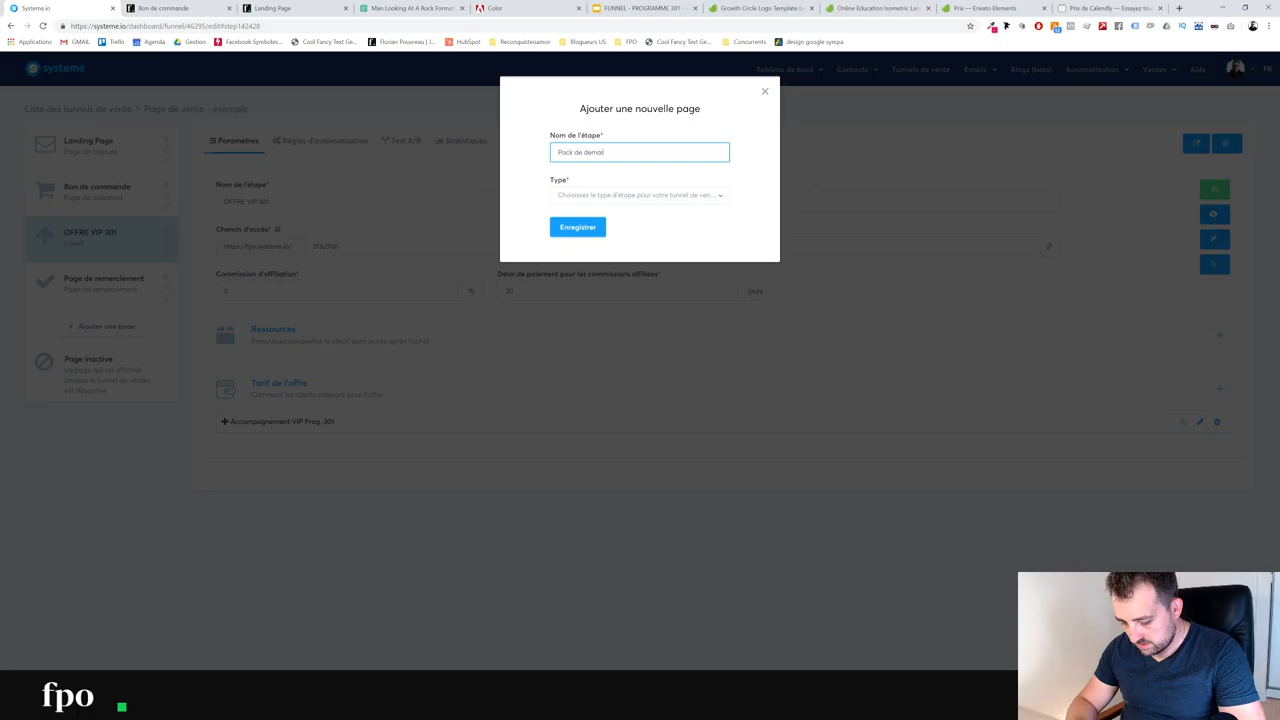 Systeme.io
Bon de commande
Landing Page
Man Looking At A Rock Format
Color
FUNNEL - PROGRAMME 301 -
Growth Circle Logo Template
Online Education Isometric Lan
Prix — Envato Elements
Prix de Calendly — Essayez tou
https://systeme.io/dashboard/funnel/46295/edit#step142428
Applications
GMAIL
Trello
Agenda
Gestion
Facebook Symboles...
Cool Fancy Text Ge...
Florian Pousreau | J...
HubSpot
Reconquistedamor
Blogueurs US
FPO
Cool Fancy Text Ge...
Concurrents
design google sympa
systeme
Tableau de bord
Contacts
Tunnels de vente
Emails
Blogs (beta)
Automatisation
Ventes
Aide
FR
Liste des tunnels de vente > Page de vente - exemple
Landing Page
Page de capture
Bon de commande
Page de paiement
OFFRE VIP 301
Upsell
Page de remerciement
Page de remerciement
+ Ajouter une page
Page inactive
La page qui est affichée
lorsque le tunnel de ventes
est désactivé
Paramètres
Règles d'automatisation
Test A/B
Statistiques
Nom de l'étape*
OFFRE VIP 301
Chemin d'accès*
https://fpo.systeme.io/
Commission d'affiliation*
0
%
Délai de paiement pour les commissions affiliées*
30
jours
Ressources
Ressources auxquelles le client aura accès après l'achat
Tarif de l'offre
Comment les clients paieront pour l'offre
Accompagnement VIP Prog. 301
Ajouter une nouvelle page
Nom de l'étape*
Pack de demar
Type*
Choisissez le type d'étape pour votre tunnel de ven...
Enregistrer
fpo